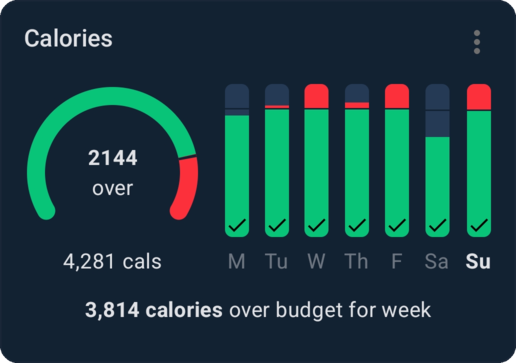 Calories
2144
over
4,281 cals
M Tu W Th F Sa Su
3,814 calories over budget for week